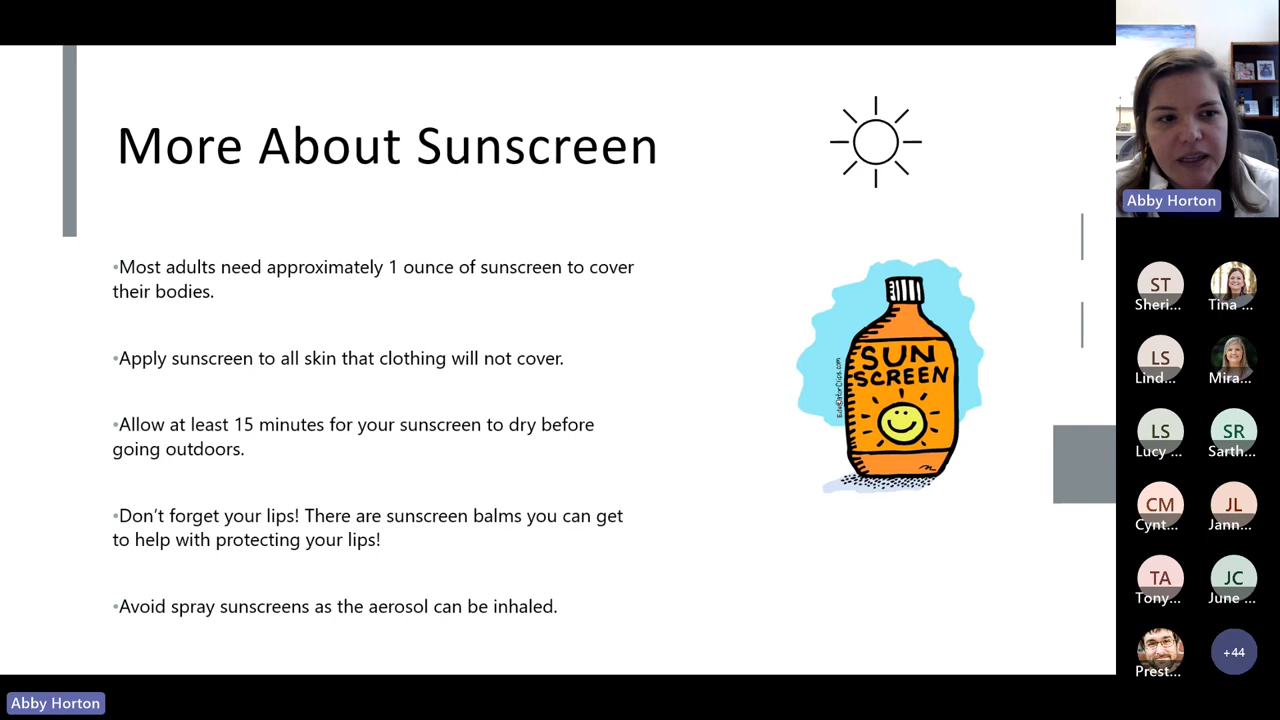 More About Sunscreen
•Most adults need approximately 1 ounce of sunscreen to cover
their bodies.
•Apply sunscreen to all skin that clothing will not cover.
•Allow at least 15 minutes for your sunscreen to dry before
going outdoors.
•Don’t forget your lips! There are sunscreen balms you can get
to help with protecting your lips!
•Avoid spray sunscreens as the aerosol can be inhaled.
SUN
SCREEN
EducatorClips.com
Abby Horton
ST
Sheri...
Tina ...
LS
Lind...
Mira...
LS
Lucy ...
SR
Sarth...
CM
Cynt...
JL
Jann...
TA
Tony...
JC
June ...
Prest...
+44
Abby Horton